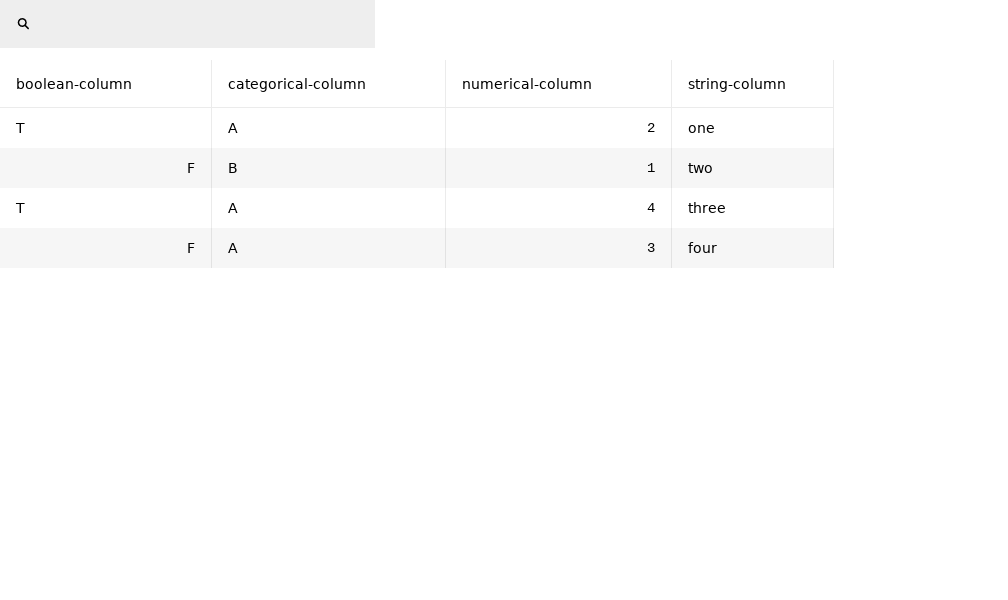 boolean-column categorical-column numerical-column string-column
T A 2 one
F B 1 two
T A 4 three
F A 3 four